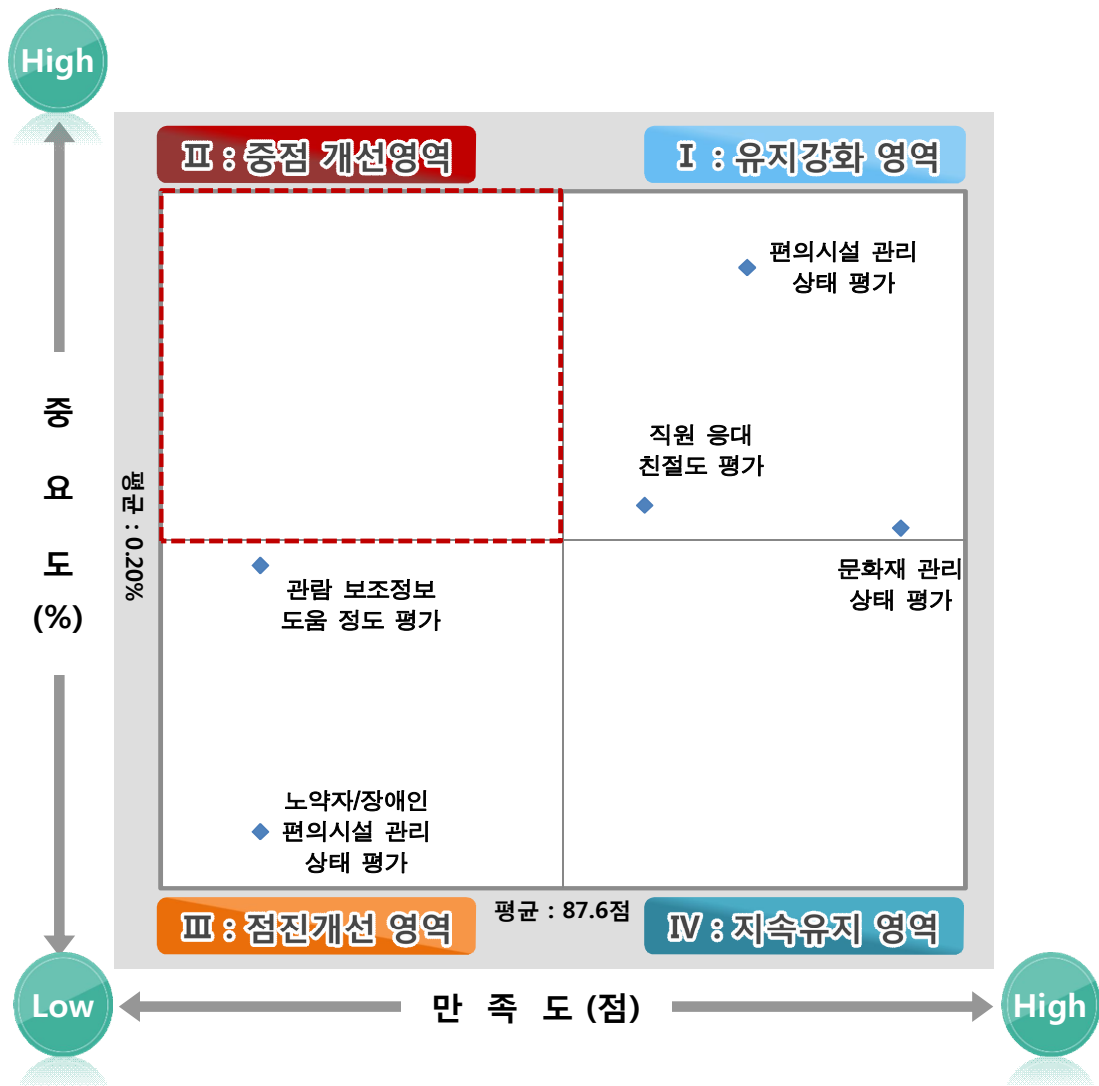 High
Ⅱ : 중점 개선영역
Ⅰ : 유지강화 영역
편의시설 관리
상태 평가
중
요
도
(%)
평균 : 0.20%
직원 응대
친절도 평가
문화재 관리
상태 평가
관람 보조정보
도움 정도 평가
노약자/장애인
편의시설 관리
상태 평가
Ⅲ : 점진개선 영역
평균 : 87.6점
Ⅳ : 지속유지 영역
Low
만 족 도 (점)
High